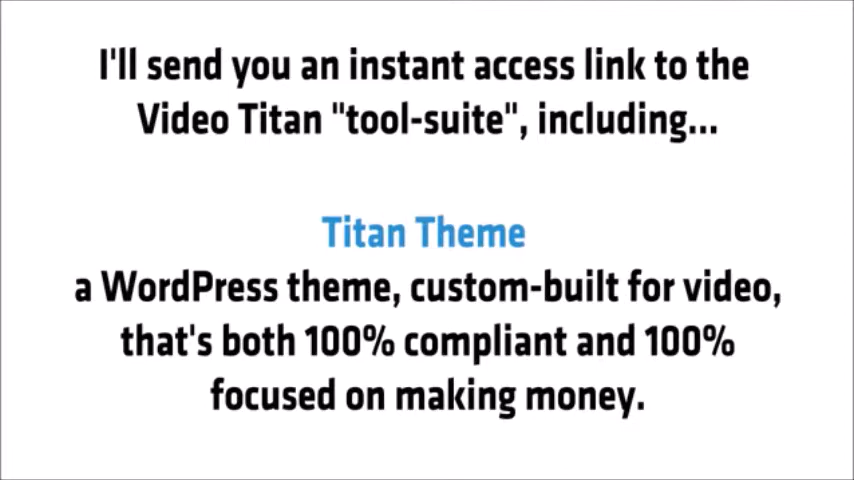 I'll send you an instant access link to the
Video Titan "tool-suite", including...
Titan Theme
a WordPress theme, custom-built for video,
that's both 100% compliant and 100%
focused on making money.